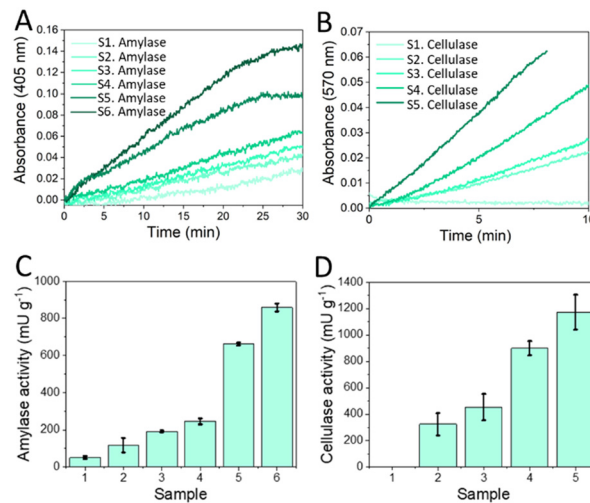 A
Absorbance (405 nm)
0.16
0.14
0.12
0.10
0.08
0.06
0.04
0.02
0.00
S1. Amylase
S2. Amylase
S3. Amylase
S4. Amylase
S5. Amylase
S6. Amylase
0 5 10 15 20 25 30
Time (min)
B
Absorbance (570 nm)
0.07
0.06
0.05
0.04
0.03
0.02
0.01
0.00
S1. Cellulase
S2. Cellulase
S3. Cellulase
S4. Cellulase
S5. Cellulase
0 5 10
Time (min)
C
Amylase activity (mU g⁻¹)
1000
800
600
400
200
0
1 2 3 4 5 6
Sample
D
Cellulase activity (mU g⁻¹)
1400
1200
1000
800
600
400
200
0
1 2 3 4 5
Sample